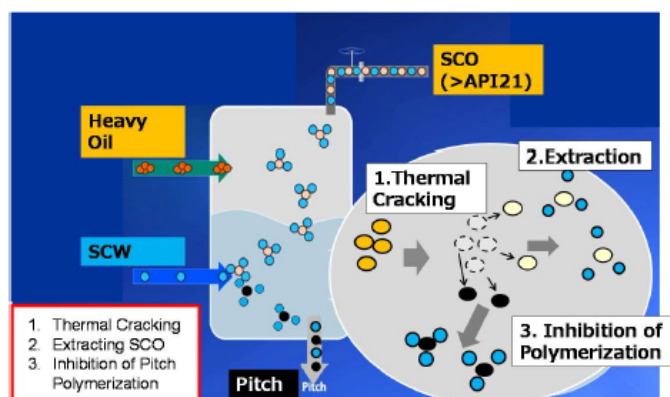 SCO
(>API21)
Heavy
Oil
2.Extraction
1.Thermal
Cracking
SCW
3. Inhibition of
Polymerization
1. Thermal Cracking
2. Extracting SCO
3. Inhibition of Pitch
Polymerization
Pitch
Pitch